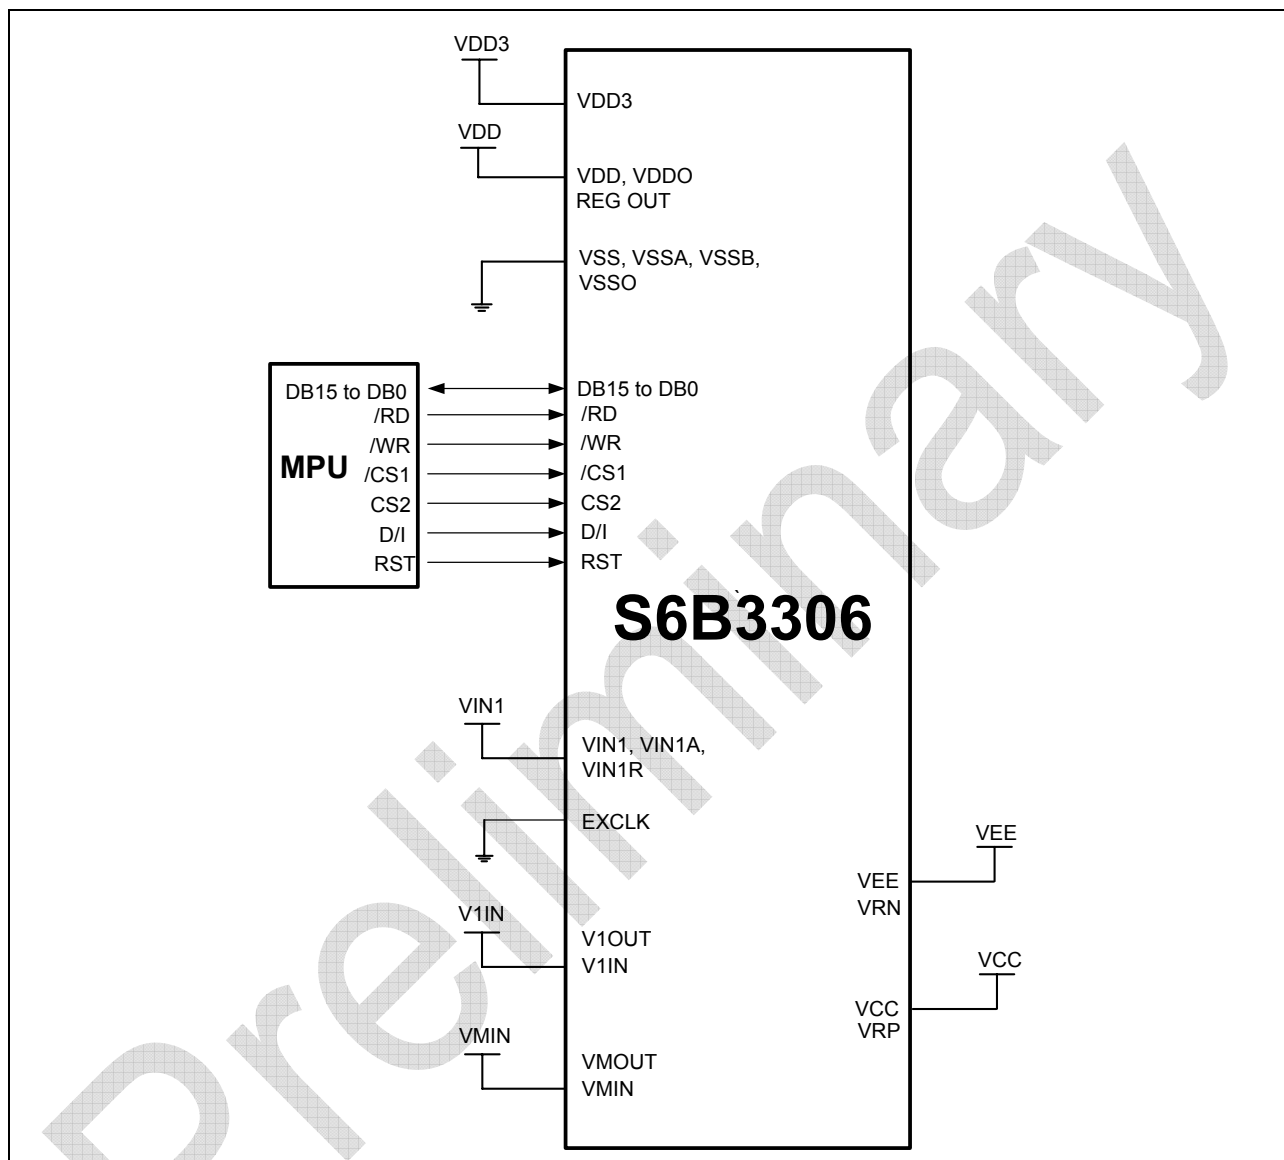 VDD3
VDD3
VDD
VDD, VDDO
REG OUT
VSS, VSSA, VSSB,
VSSO
DB15 to DB0
/RD
/WR
MPU
/CS1
CS2
D/I
RST
DB15 to DB0
/RD
/WR
/CS1
CS2
D/I
RST
S6B3306
VIN1
VIN1, VIN1A,
VIN1R
EXCLK
V1IN
V1OUT
V1IN
VMIN
VMOUT
VMIN
VEE
VEE
VRN
VCC
VCC
VRP
Preliminary